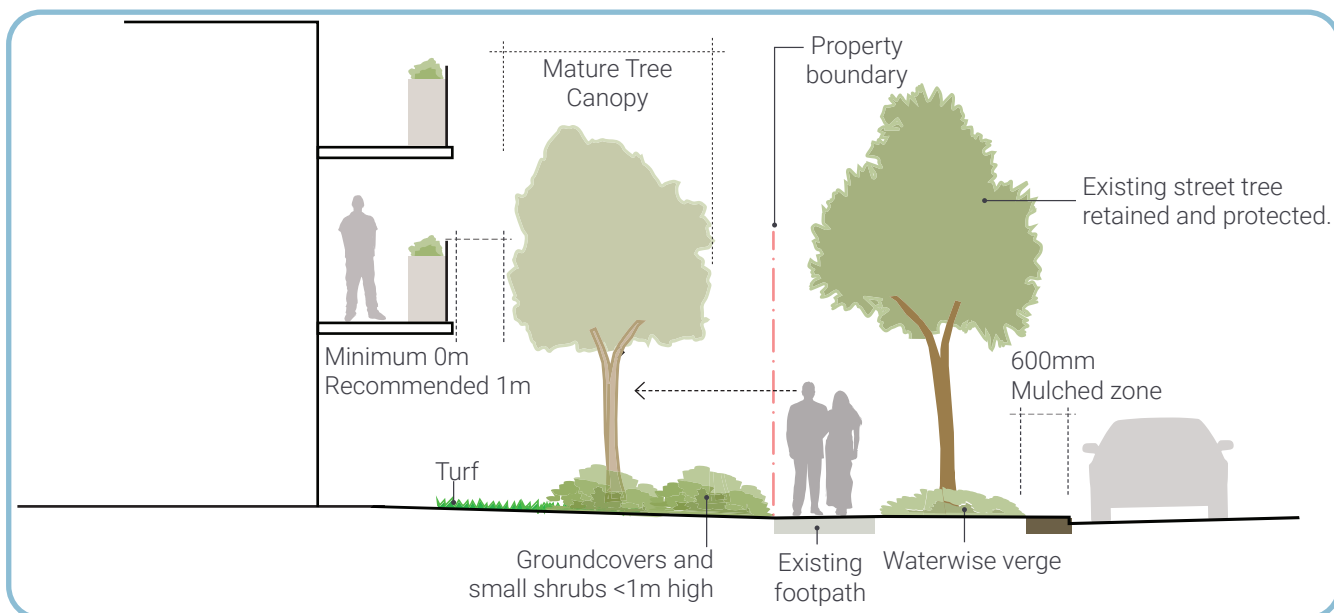 Mature Tree
Canopy
Property
boundary
Existing street tree
retained and protected.
Minimum 0m
Recommended 1m
600mm
Mulched zone
Turf
Groundcovers and
small shrubs <1m high
Existing
footpath
Waterwise verge